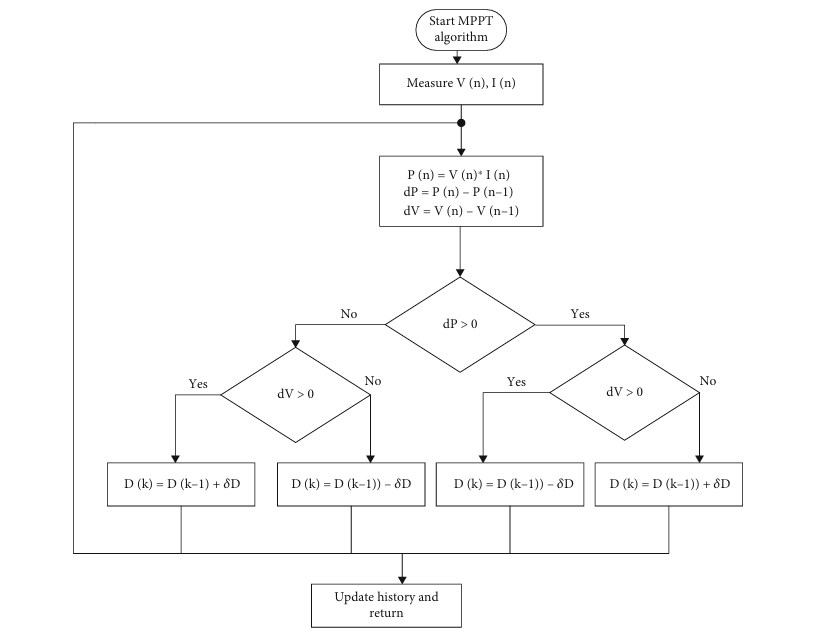 Start MPPT
algorithm
Measure V (n), I (n)
P (n) = V (n)* I (n)
dP = P (n) – P (n–1)
dV = V (n) – V (n–1)
No
dP > 0
Yes
Yes
dV > 0
No
Yes
dV > 0
No
D (k) = D (k–1) + δD
D (k) = D (k–1)) – δD
D (k) = D (k–1)) – δD
D (k) = D (k–1)) + δD
Update history and
return